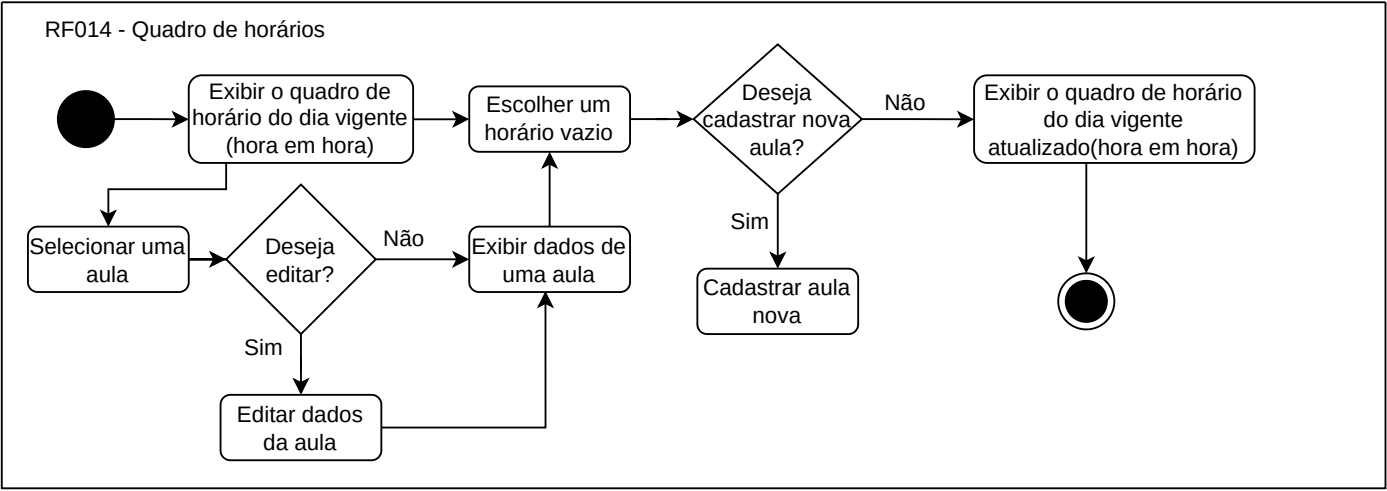 RF014 - Quadro de horários
Exibir o quadro de
horário do dia vigente
(hora em hora)
Escolher um
horário vazio
Deseja
cadastrar nova
aula?
Não
Exibir o quadro de horário
do dia vigente
atualizado(hora em hora)
Sim
Selecionar uma
aula
Deseja
editar?
Não
Exibir dados de
uma aula
Cadastrar aula
nova
Sim
Editar dados
da aula